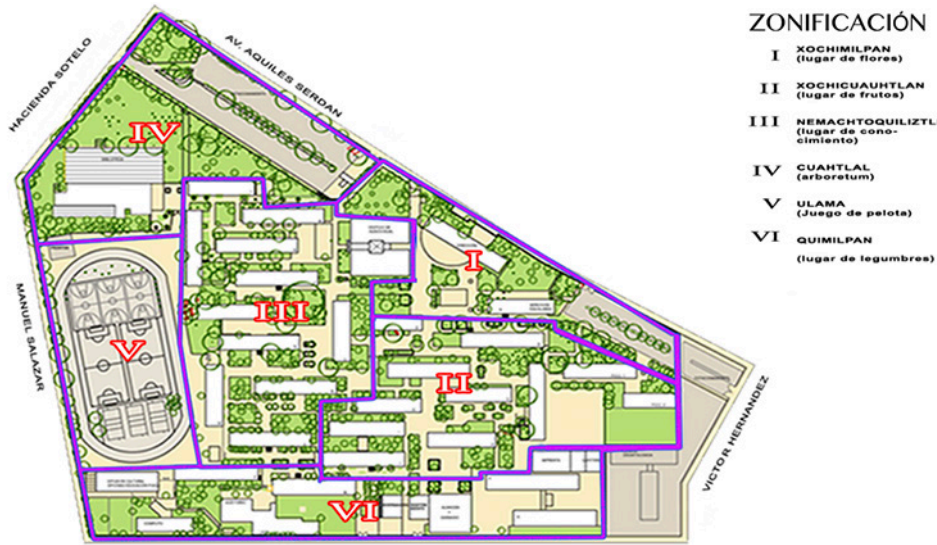 ZONIFICACIÓN
I XOCHIMILPAN
(lugar de flores)
II XOCHICUAUHTLAN
(lugar de frutos)
III NEMACHTOQUILIZTL
(lugar de cono-
cimiento)
IV CUAHTLAL
(arboretum)
V ULAMA
(Juego de pelota)
VI QUIMILPAN
(lugar de legumbres)
HACIENDA SOTELO
AV. AQUILES SERDAN
MANUEL SALAZAR
VICTOR HERNANDEZ
IV
I
III
V
II
VI